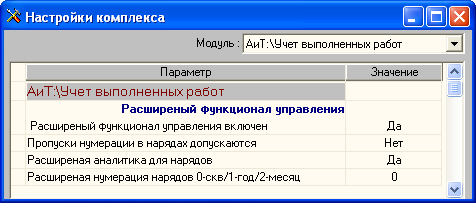 Настройки комплекса
Модуль : АиТ:\Учет выполненных работ
Параметр Значение
АиТ:\Учет выполненных работ
Расширеный функционал управления
Расширеный функционал управления включен Да
Пропуски нумерации в нарядах допускаются Нет
Расширеная аналитика для нарядов Да
Расширеная нумерация нарядов 0-скв/1-год/2-месяц 0